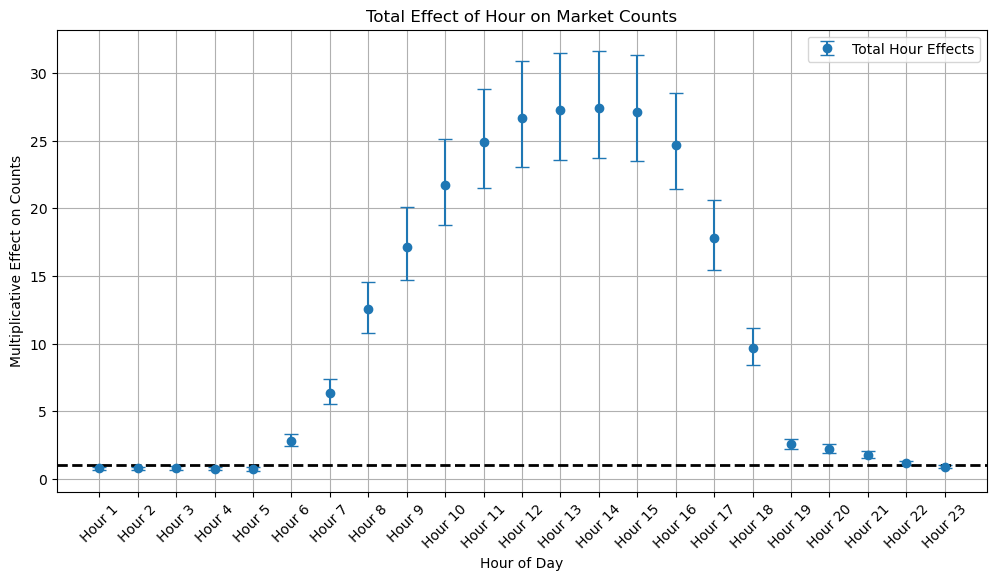 Total Effect of Hour on Market Counts
Total Hour Effects
Multiplicative Effect on Counts
30
25
20
15
10
5
0
Hour 1
Hour 2
Hour 3
Hour 4
Hour 5
Hour 6
Hour 7
Hour 8
Hour 9
Hour 10
Hour 11
Hour 12
Hour 13
Hour 14
Hour 15
Hour 16
Hour 17
Hour 18
Hour 19
Hour 20
Hour 21
Hour 22
Hour 23
Hour of Day